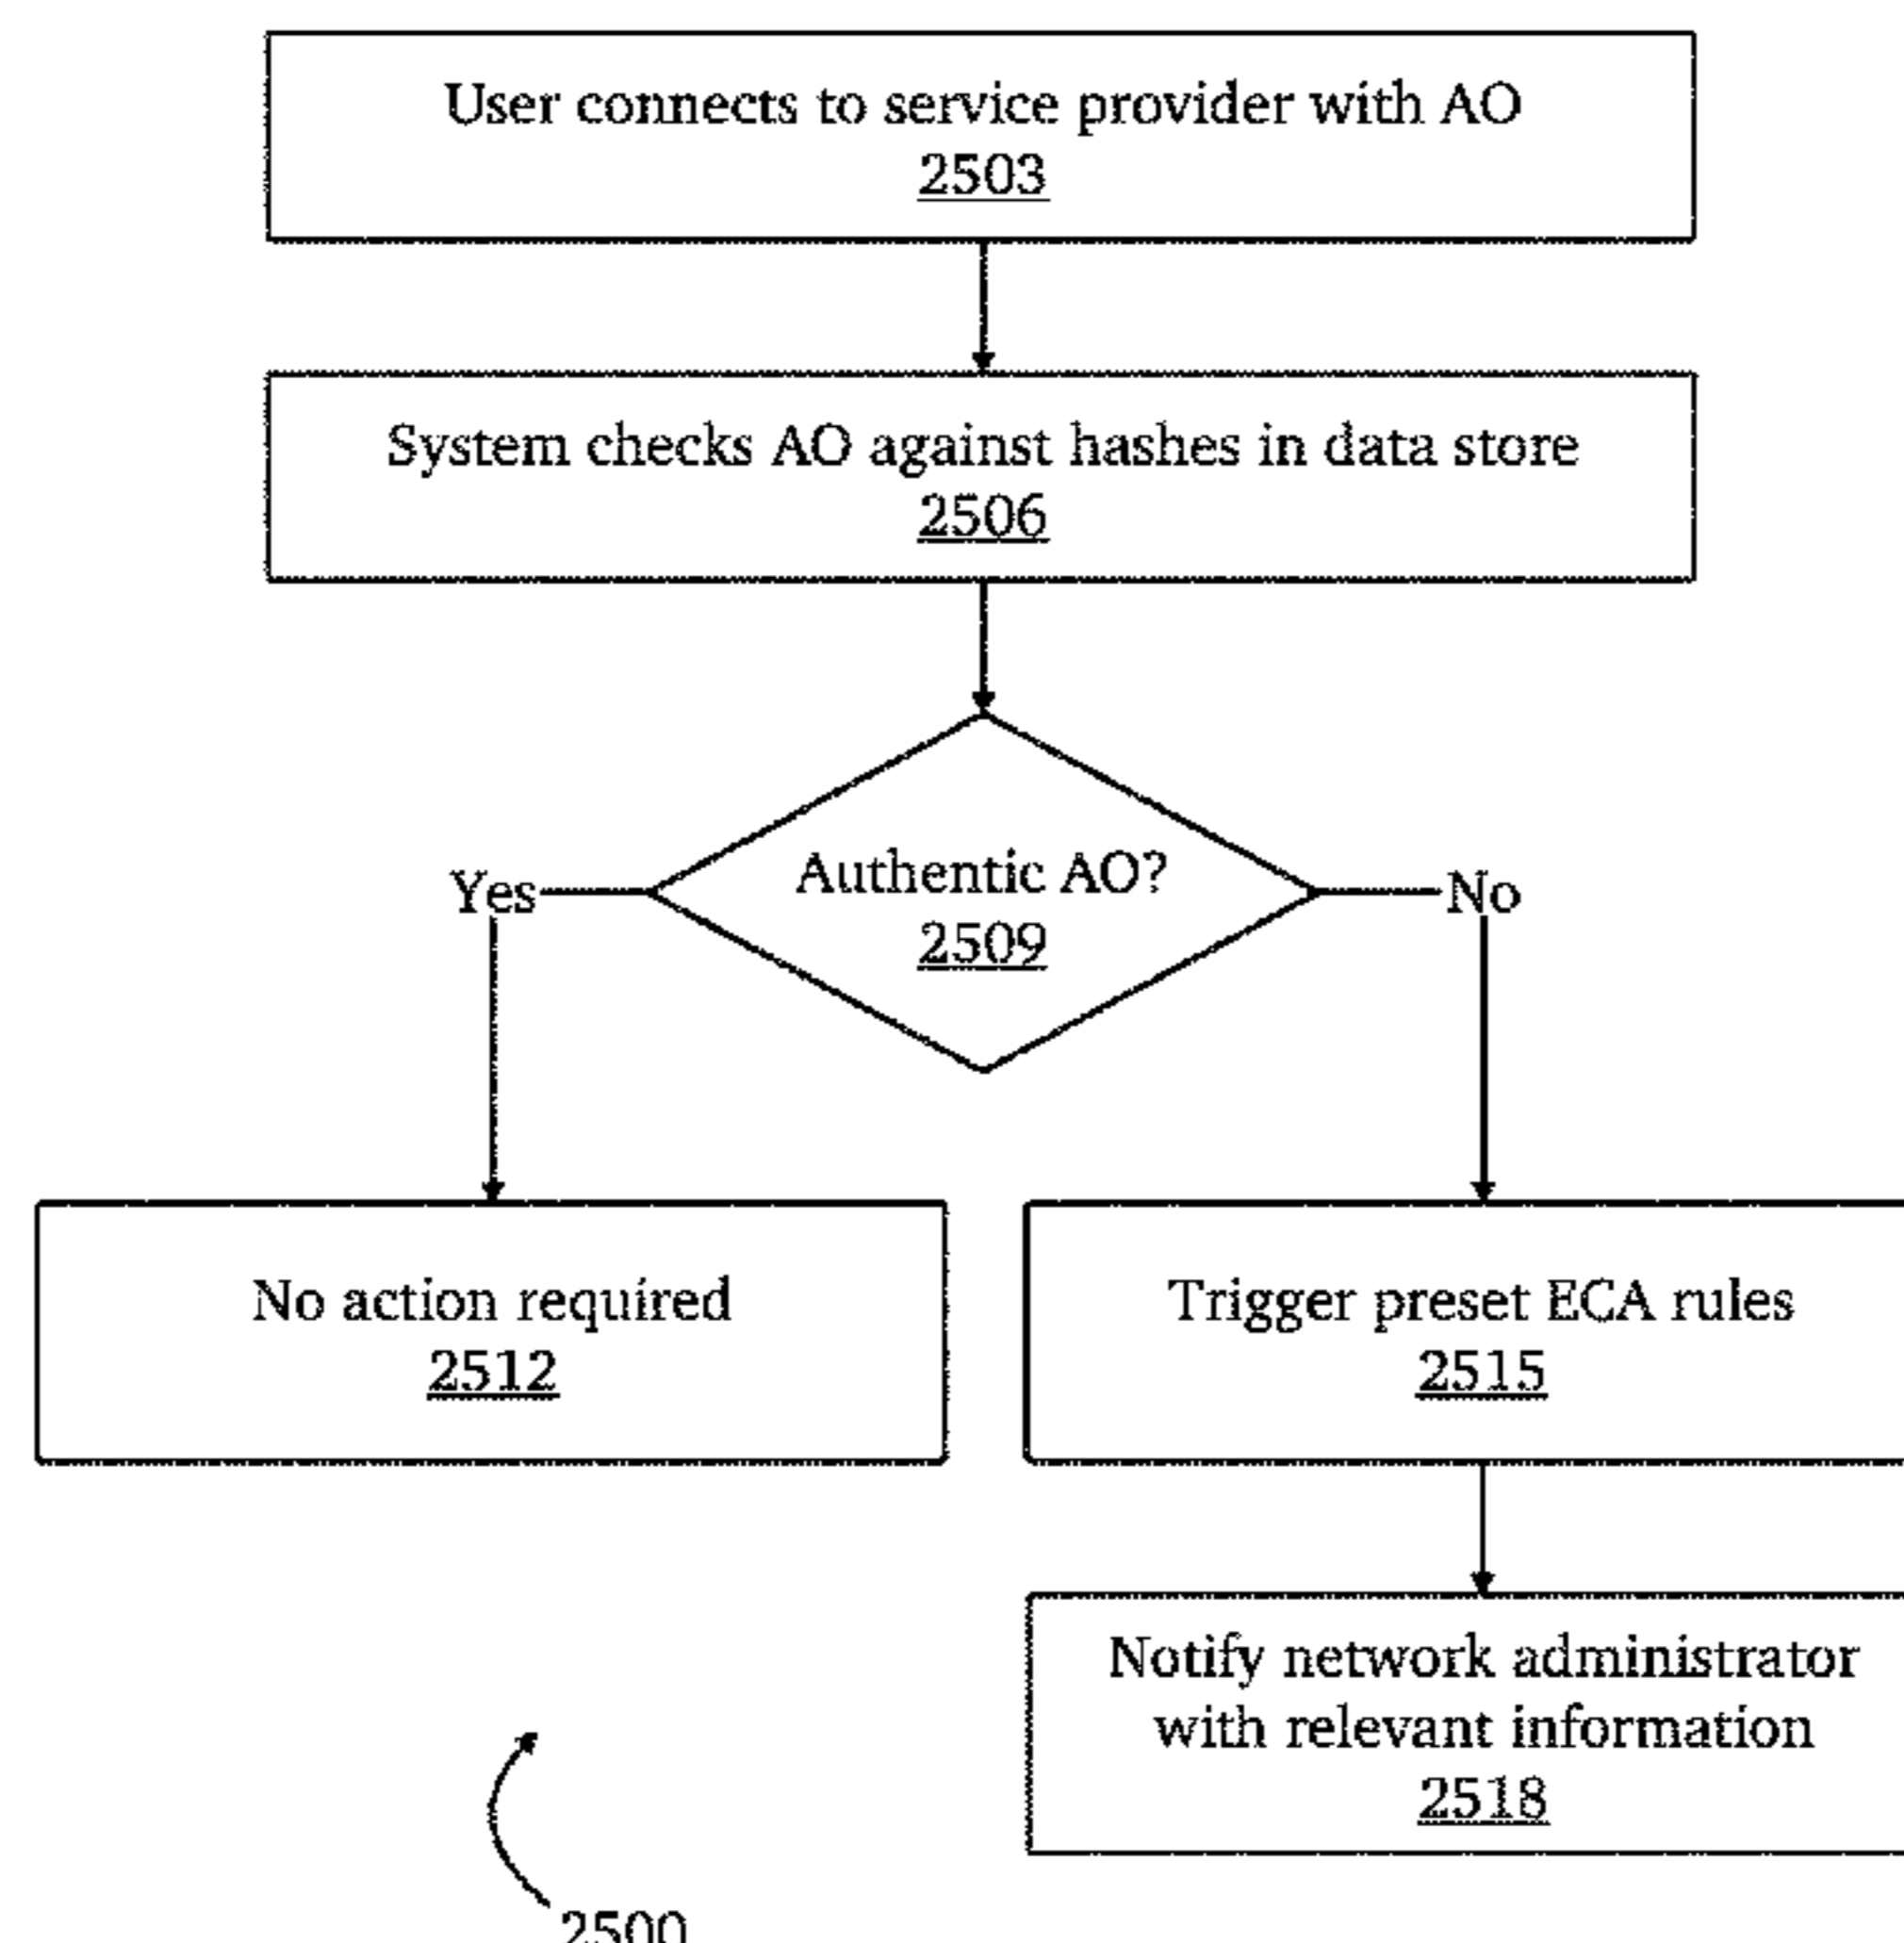 User connects to service provider with AO
2503
System checks AO against hashes in data store
2506
Authentic AO?
2509
Yes
No
No action required
2512
Trigger preset ECA rules
2515
Notify network administrator
with relevant information
2518
2500